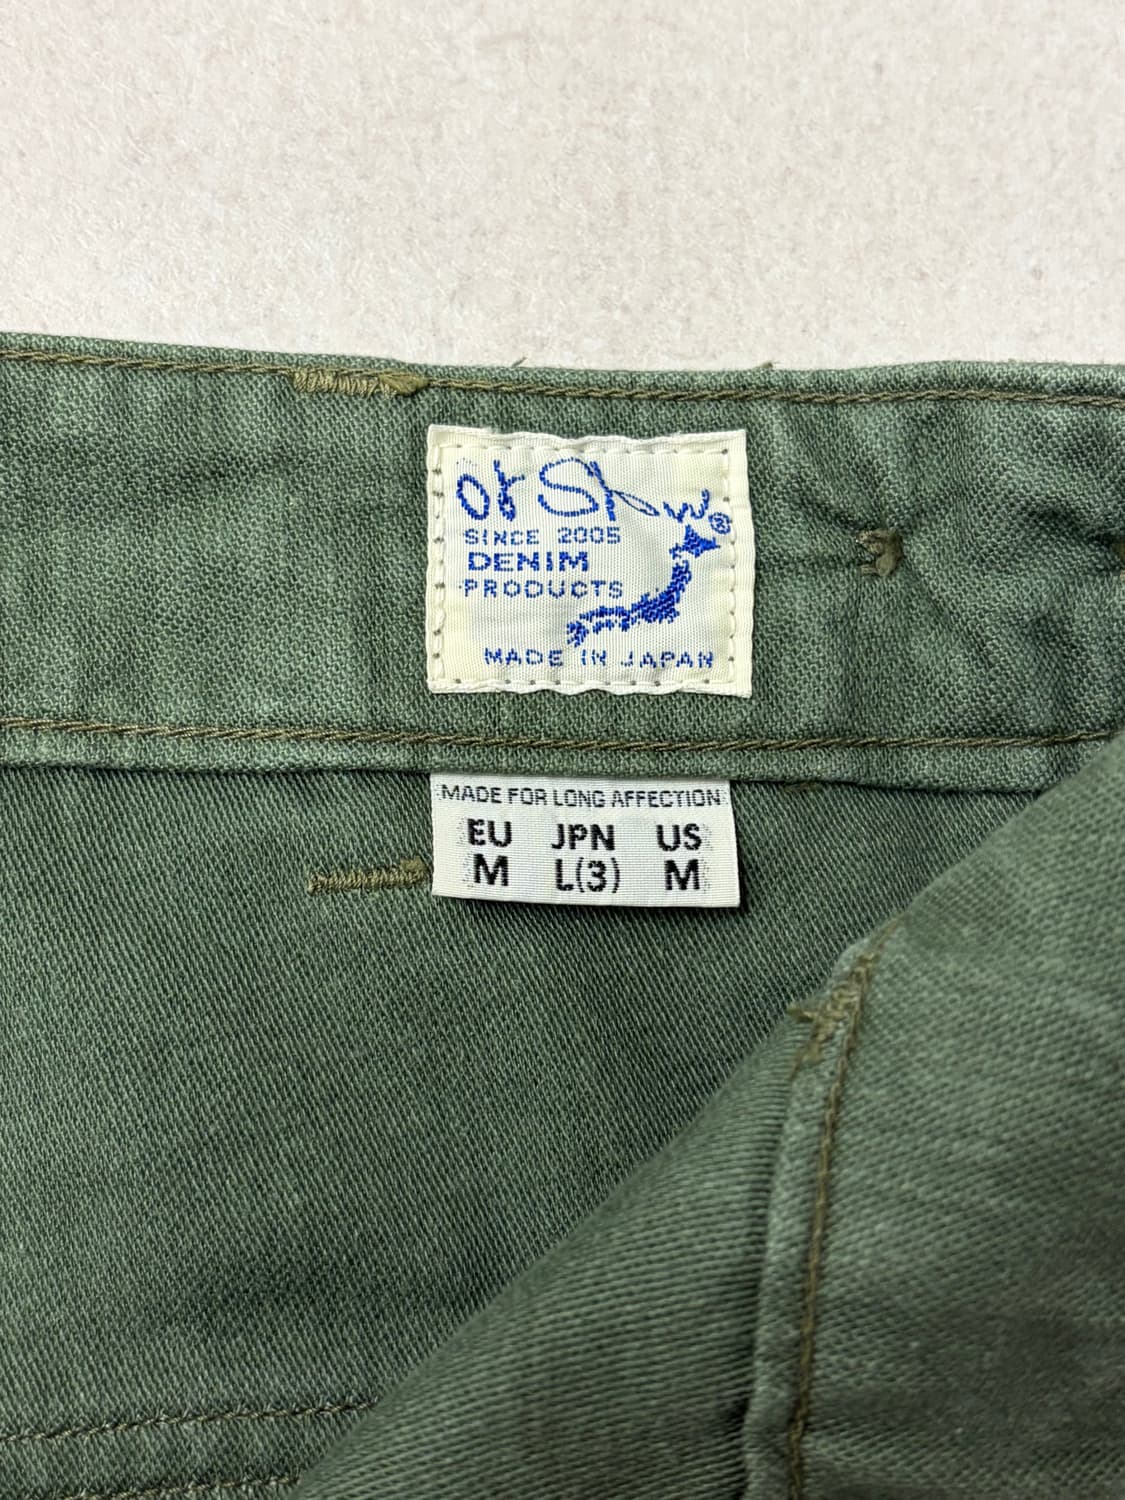 orSlow®
SINCE 2005
DENIM
PRODUCTS
MADE IN JAPAN
MADE FOR LONG AFFECTION
EU JPN US
M L(3) M